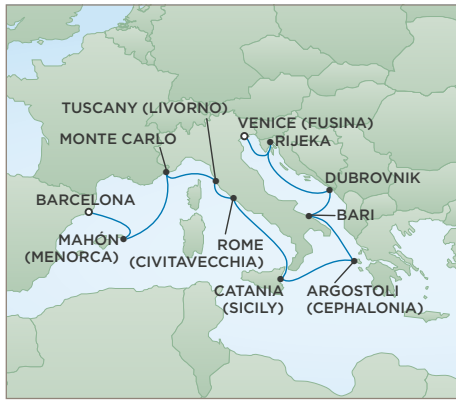 TUSCANY (LIVORNO)
VENICE (FUSINA)
MONTE CARLO
RIJEKA
DUBROVNIK
BARCELONA
BARI
MAHÓN
(MENORCA)
ROME
(CIVITAVECCHIA)
CATANIA
(SICILY)
ARGOSTOLI
(CEPHALONIA)